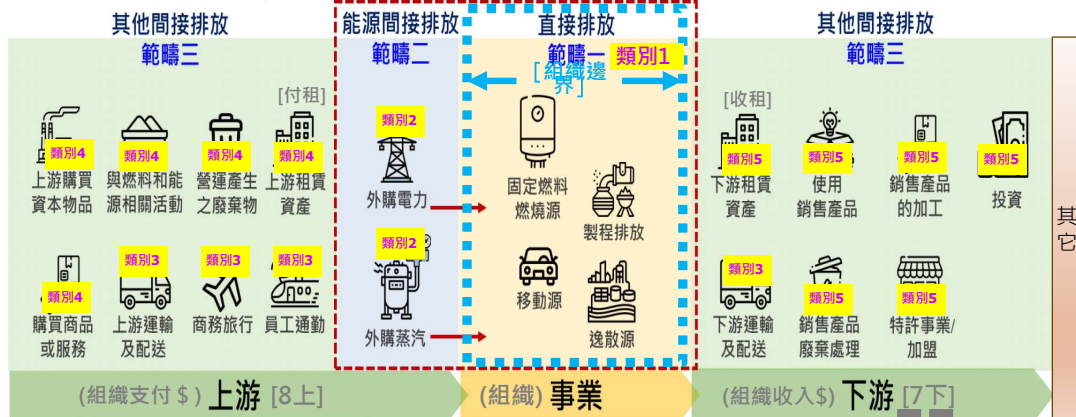 其他間接排放
範疇三
能源間接排放
範疇二
直接排放
範疇一 類別1
[組織邊
界]
其他間接排放
範疇三
[付租]
類別4
上游購買
資本物品
類別4
與燃料和能
源相關活動
類別4
營運產生
之廢棄物
類別4
上游租賃
資產
類別4
購買商品
或服務
類別3
上游運輸
及配送
類別3
商務旅行
類別3
員工通勤
類別2
外購電力
類別2
外購蒸汽
固定燃料
燃燒源
製程排放
移動源
逸散源
[收租]
類別5
下游租賃
資產
類別5
使用
銷售產品
類別5
銷售產品
的加工
類別5
投資
類別3
下游運輸
及配送
類別5
銷售產品
廢棄處理
類別5
特許事業/
加盟
其
它
(組織支付$) 上游 [8上]
(組織) 事業
(組織收入$) 下游 [7下]